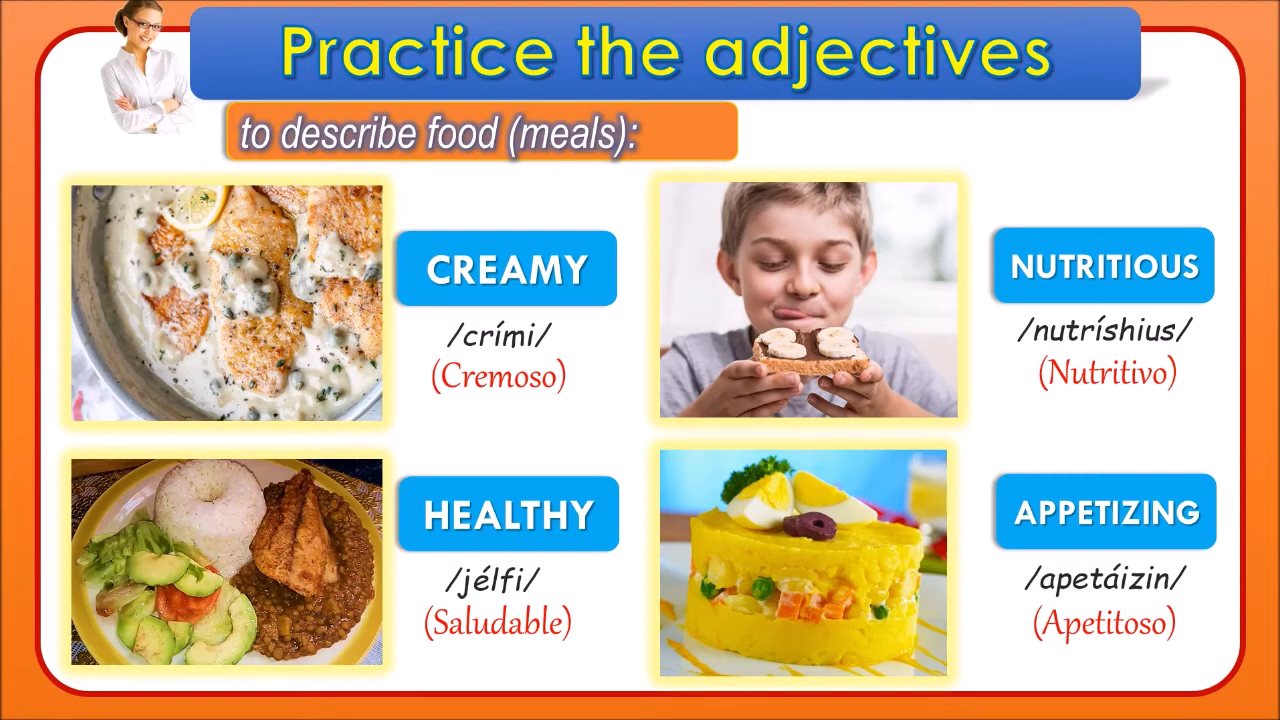 Practice the adjectives
to describe food (meals):
CREAMY
/crími/
(Cremoso)
NUTRITIOUS
/nutríshius/
(Nutritivo)
HEALTHY
/jélfi/
(Saludable)
APPETIZING
/apetáizin/
(Apetitoso)